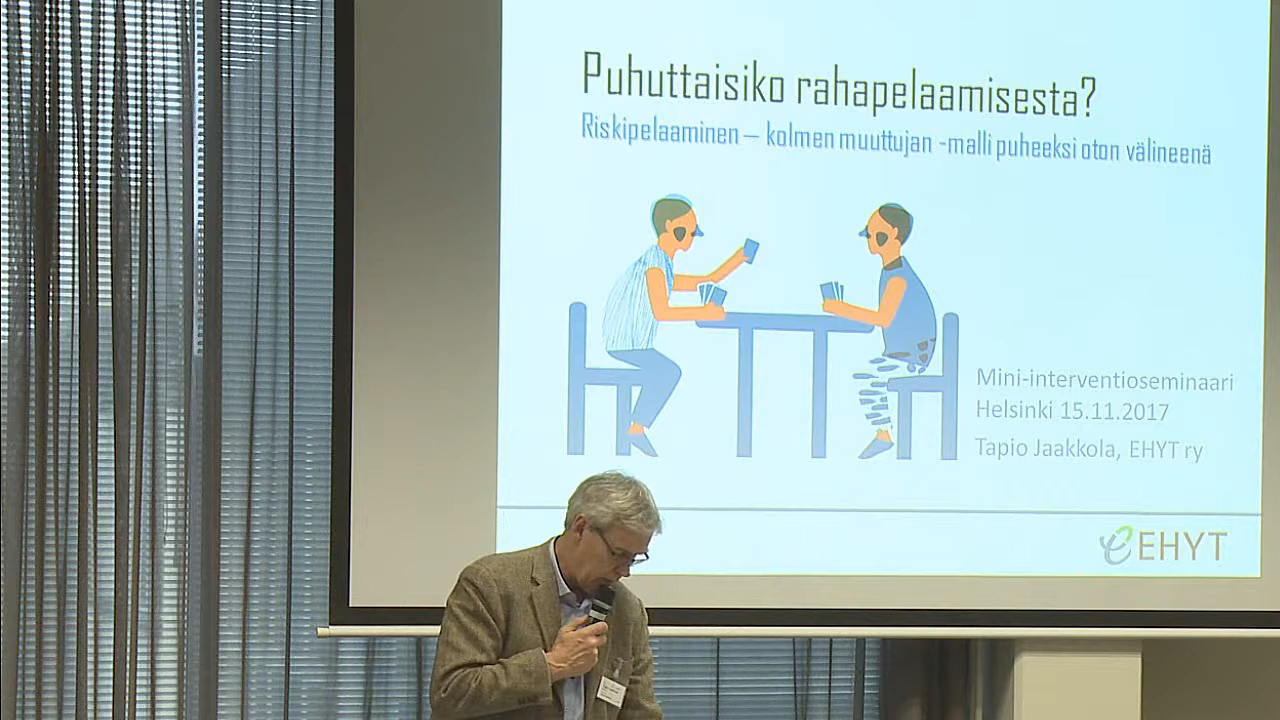 Puhuttaisiko rahapelaamisesta?
Riskipelaaminen – kolmen muuttujan -malli puheeksi oton välineenä
Mini-interventioseminaari
Helsinki 15.11.2017
Tapio Jaakkola, EHYT ry
EHYT